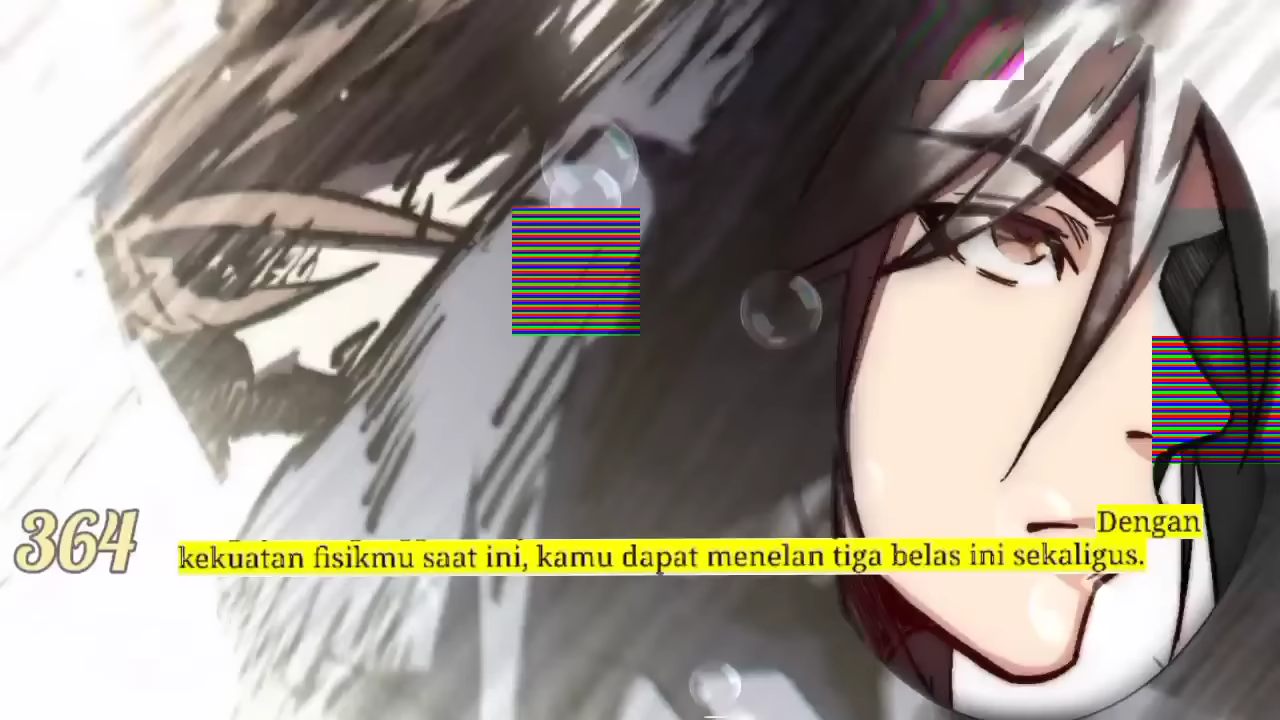 364
Dengan
kekuatan fisikmu saat ini, kamu dapat menelan tiga belas ini sekaligus.